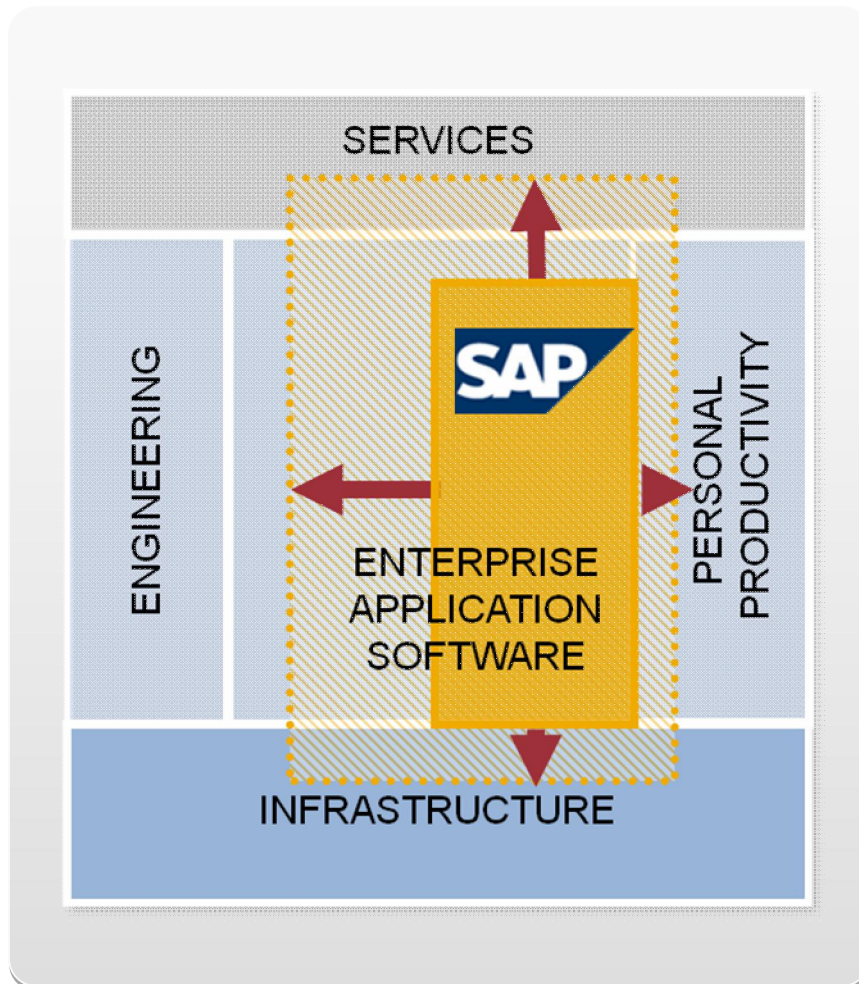 SERVICES
SAP
ENGINEERING
ENTERPRISE
APPLICATION
SOFTWARE
PERSONAL
PRODUCTIVITY
INFRASTRUCTURE